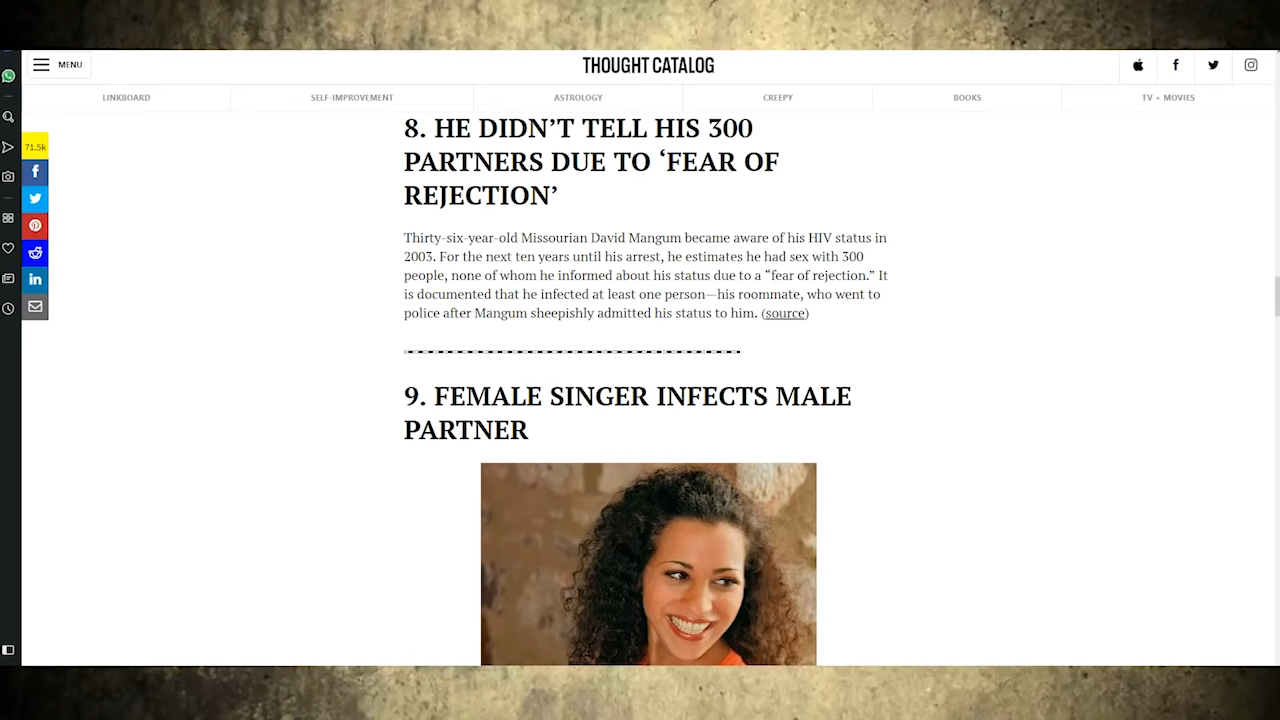 MENU
THOUGHT CATALOG
LINKBOARD
SELF-IMPROVEMENT
ASTROLOGY
CREEPY
BOOKS
TV + MOVIES
71.5k
8. HE DIDN’T TELL HIS 300
PARTNERS DUE TO ‘FEAR OF
REJECTION’
Thirty-six-year-old Missourian David Mangum became aware of his HIV status in
2003. For the next ten years until his arrest, he estimates he had sex with 300
people, none of whom he informed about his status due to a “fear of rejection.” It
is documented that he infected at least one person—his roommate, who went to
police after Mangum sheepishly admitted his status to him. (source)
9. FEMALE SINGER INFECTS MALE
PARTNER